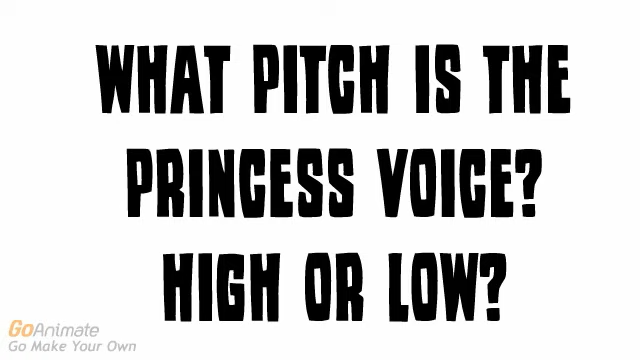 WHAT PITCH IS THE
PRINCESS VOICE?
HIGH OR LOW?
GoAnimate
Go Make Your Own